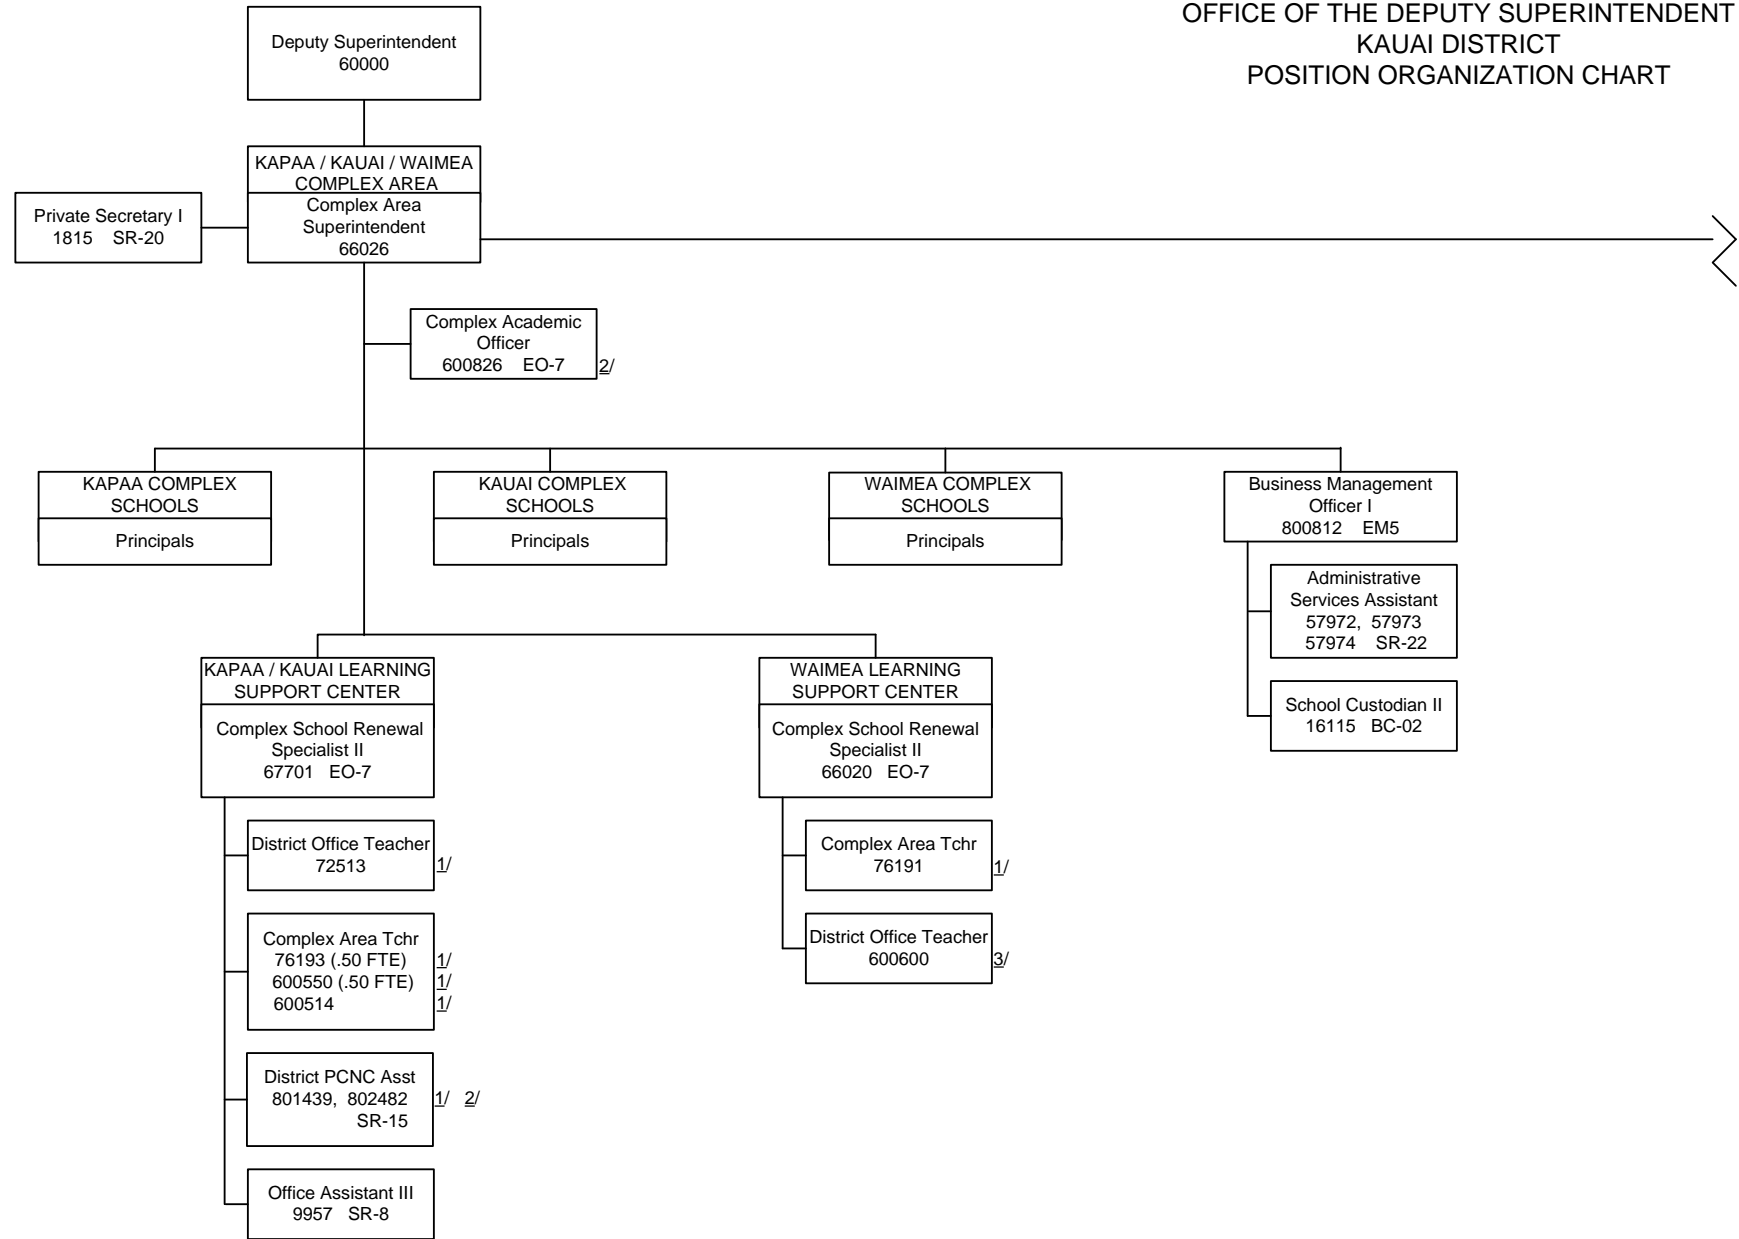 OFFICE OF THE DEPUTY SUPERINTENDENT
KAUAI DISTRICT
POSITION ORGANIZATION CHART
Deputy Superintendent
60000
KAPAA / KAUAI / WAIMEA
COMPLEX AREA
Complex Area
Superintendent
66026
Private Secretary I
1815 SR-20
Complex Academic
Officer
600826 EO-7 2/
KAPAA COMPLEX
SCHOOLS
Principals
KAUAI COMPLEX
SCHOOLS
Principals
WAIMEA COMPLEX
SCHOOLS
Principals
Business Management
Officer I
800812 EM5
Administrative
Services Assistant
57972, 57973
57974 SR-22
School Custodian II
16115 BC-02
KAPAA / KAUAI LEARNING
SUPPORT CENTER
Complex School Renewal
Specialist II
67701 EO-7
District Office Teacher
72513 1/
Complex Area Tchr
76193 (.50 FTE) 1/
600550 (.50 FTE) 1/
600514 1/
District PCNC Asst
801439, 802482 1/ 2/
SR-15
Office Assistant III
9957 SR-8
WAIMEA LEARNING
SUPPORT CENTER
Complex School Renewal
Specialist II
66020 EO-7
Complex Area Tchr
76191 1/
District Office Teacher
600600 3/